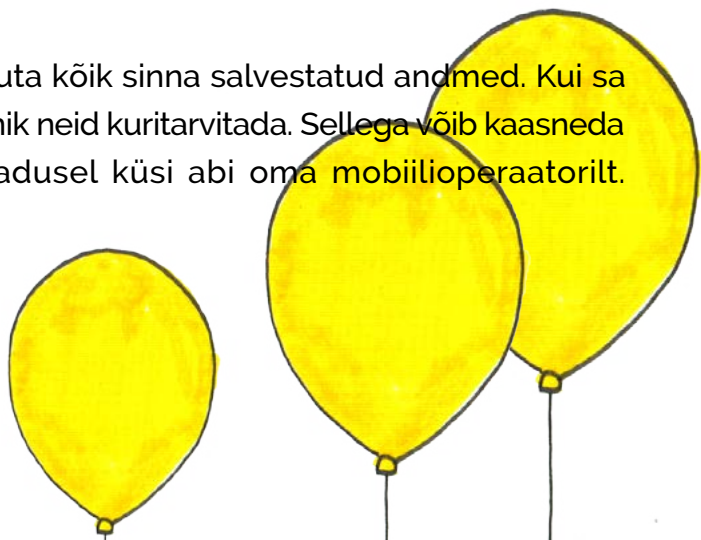 uta kõik sinna salvestatud andmed. Kui sa
nik neid kuritarvitada. Sellega võib kaasneda
adusel küsi abi oma mobiilioperaatorilt.